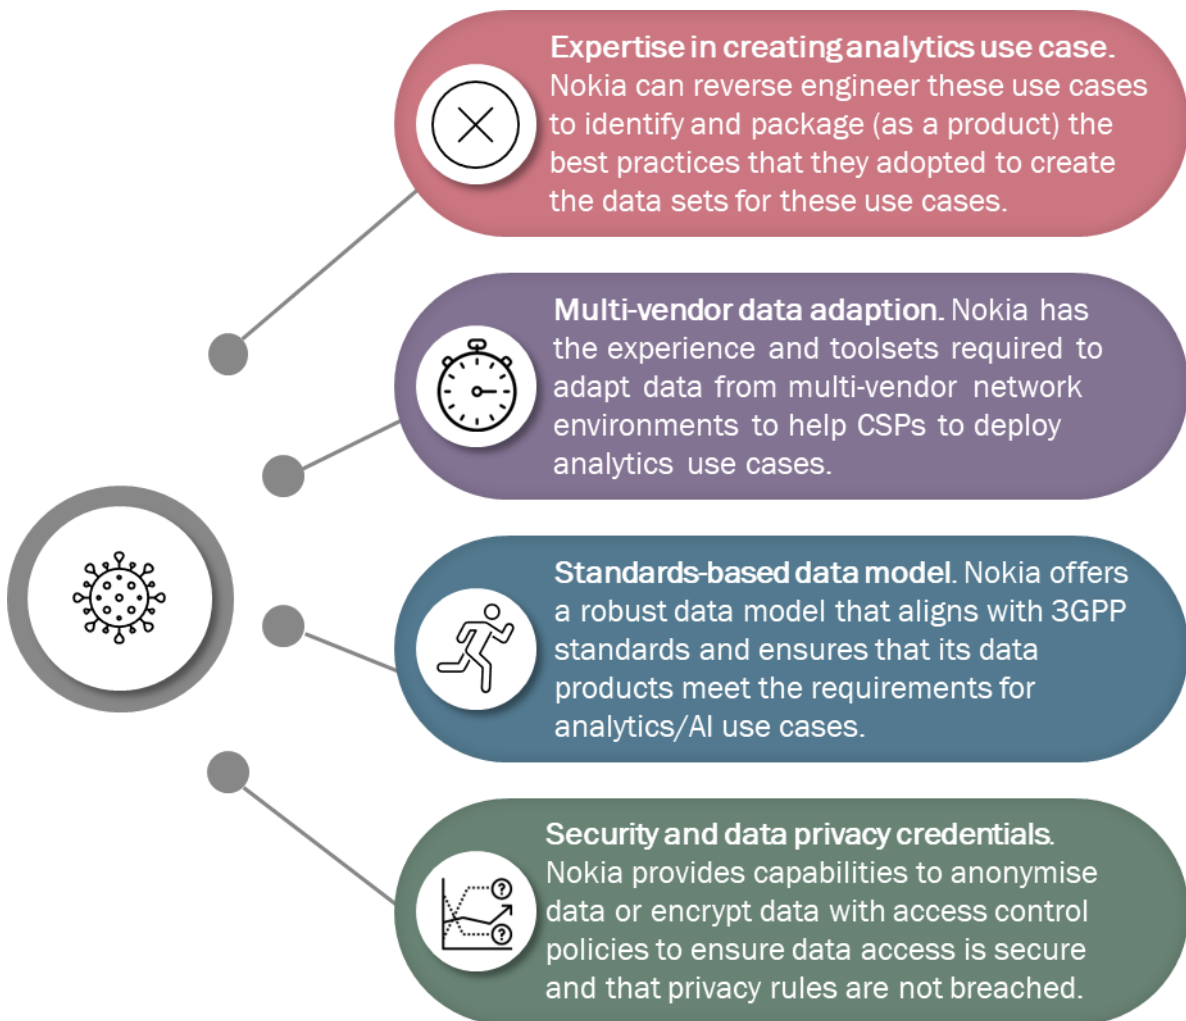 Expertise in creating analytics use case.
Nokia can reverse engineer these use cases
to identify and package (as a product) the
best practices that they adopted to create
the data sets for these use cases.
Multi-vendor data adaption. Nokia has
the experience and toolsets required to
adapt data from multi-vendor network
environments to help CSPs to deploy
analytics use cases.
Standards-based data model. Nokia offers
a robust data model that aligns with 3GPP
standards and ensures that its data
products meet the requirements for
analytics/AI use cases.
Security and data privacy credentials.
Nokia provides capabilities to anonymise
data or encrypt data with access control
policies to ensure data access is secure
and that privacy rules are not breached.